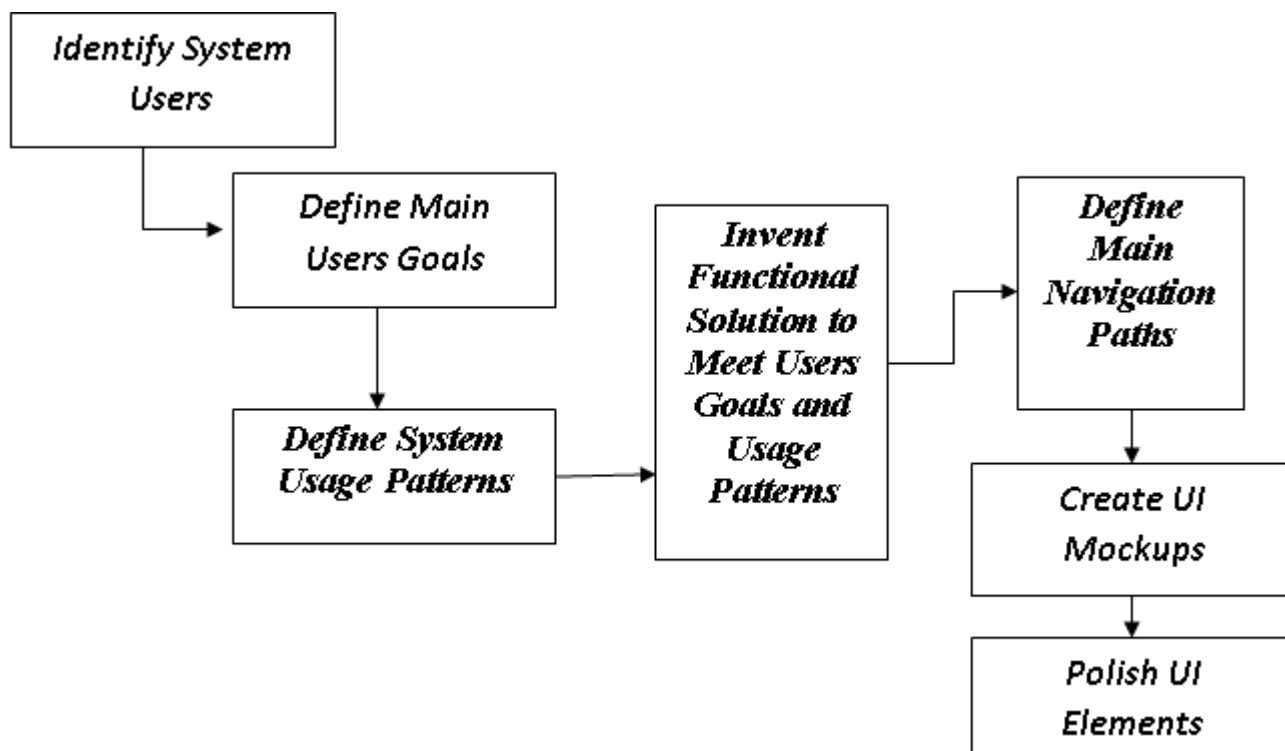 Identify System
Users
Define Main
Users Goals
Define System
Usage Patterns
Invent
Functional
Solution to
Meet Users
Goals and
Usage
Patterns
Define
Main
Navigation
Paths
Create UI
Mockups
Polish UI
Elements